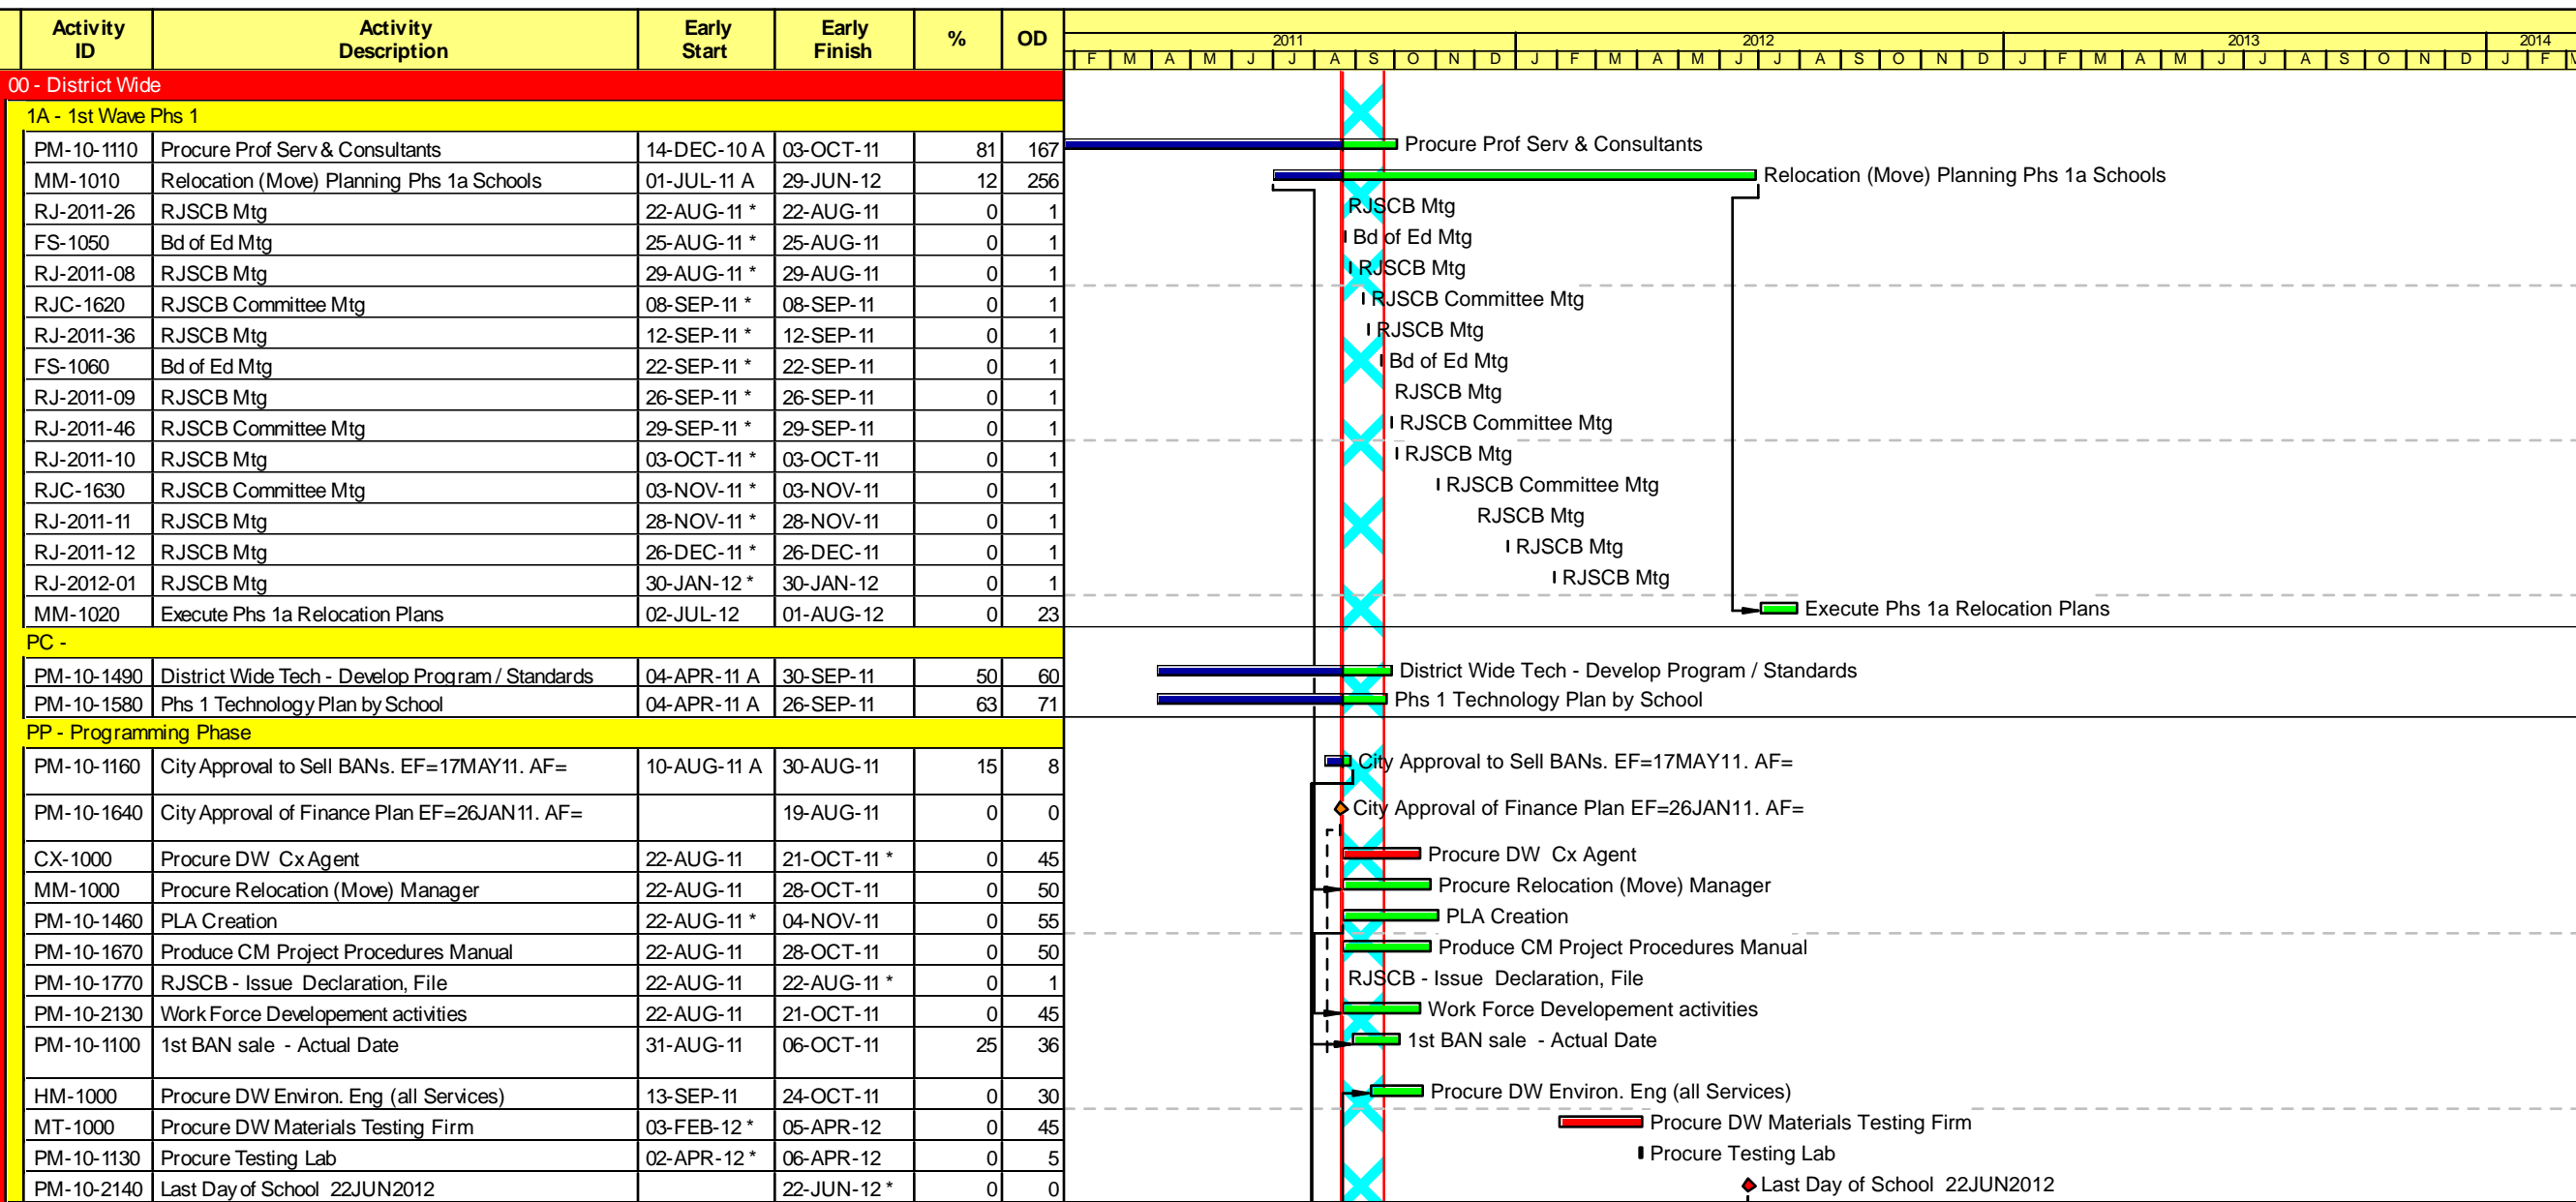 Activity ID Activity Description Early Start Early Finish % OD
2011 2012 2013 2014
F M A M J J A S O N D J F M A M J J A S O N D J F M A M J J A S O N D J F M
00 - District Wide
1A - 1st Wave Phs 1
PM-10-1110 Procure Prof Serv & Consultants 14-DEC-10 A 03-OCT-11 81 167 Procure Prof Serv & Consultants
MM-1010 Relocation (Move) Planning Phs 1a Schools 01-JUL-11 A 29-JUN-12 12 256 Relocation (Move) Planning Phs 1a Schools
RJ-2011-26 RJSCB Mtg 22-AUG-11 * 22-AUG-11 0 1 RJSCB Mtg
FS-1050 Bd of Ed Mtg 25-AUG-11 * 25-AUG-11 0 1 Bd of Ed Mtg
RJ-2011-08 RJSCB Mtg 29-AUG-11 * 29-AUG-11 0 1 RJSCB Mtg
RJC-1620 RJSCB Committee Mtg 08-SEP-11 * 08-SEP-11 0 1 RJSCB Committee Mtg
RJ-2011-36 RJSCB Mtg 12-SEP-11 * 12-SEP-11 0 1 RJSCB Mtg
FS-1060 Bd of Ed Mtg 22-SEP-11 * 22-SEP-11 0 1 Bd of Ed Mtg
RJ-2011-09 RJSCB Mtg 26-SEP-11 * 26-SEP-11 0 1 RJSCB Mtg
RJ-2011-46 RJSCB Committee Mtg 29-SEP-11 * 29-SEP-11 0 1 RJSCB Committee Mtg
RJ-2011-10 RJSCB Mtg 03-OCT-11 * 03-OCT-11 0 1 RJSCB Mtg
RJC-1630 RJSCB Committee Mtg 03-NOV-11 * 03-NOV-11 0 1 RJSCB Committee Mtg
RJ-2011-11 RJSCB Mtg 28-NOV-11 * 28-NOV-11 0 1 RJSCB Mtg
RJ-2011-12 RJSCB Mtg 26-DEC-11 * 26-DEC-11 0 1 RJSCB Mtg
RJ-2012-01 RJSCB Mtg 30-JAN-12 * 30-JAN-12 0 1 RJSCB Mtg
MM-1020 Execute Phs 1a Relocation Plans 02-JUL-12 01-AUG-12 0 23 Execute Phs 1a Relocation Plans
PC -
PM-10-1490 District Wide Tech - Develop Program / Standards 04-APR-11 A 30-SEP-11 50 60 District Wide Tech - Develop Program / Standards
PM-10-1580 Phs 1 Technology Plan by School 04-APR-11 A 26-SEP-11 63 71 Phs 1 Technology Plan by School
PP - Programming Phase
PM-10-1160 City Approval to Sell BANs. EF=17MAY11. AF= 10-AUG-11 A 30-AUG-11 15 8 City Approval to Sell BANs. EF=17MAY11. AF=
PM-10-1640 City Approval of Finance Plan EF=26JAN11. AF= 19-AUG-11 0 0 City Approval of Finance Plan EF=26JAN11. AF=
CX-1000 Procure DW Cx Agent 22-AUG-11 21-OCT-11 * 0 45 Procure DW Cx Agent
MM-1000 Procure Relocation (Move) Manager 22-AUG-11 28-OCT-11 0 50 Procure Relocation (Move) Manager
PM-10-1460 PLA Creation 22-AUG-11 * 04-NOV-11 0 55 PLA Creation
PM-10-1670 Produce CM Project Procedures Manual 22-AUG-11 28-OCT-11 0 50 Produce CM Project Procedures Manual
PM-10-1770 RJSCB - Issue Declaration, File 22-AUG-11 22-AUG-11 * 0 1 RJSCB - Issue Declaration, File
PM-10-2130 Work Force Developement activities 22-AUG-11 21-OCT-11 0 45 Work Force Developement activities
PM-10-1100 1st BAN sale - Actual Date 31-AUG-11 06-OCT-11 25 36 1st BAN sale - Actual Date
HM-1000 Procure DW Environ. Eng (all Services) 13-SEP-11 24-OCT-11 0 30 Procure DW Environ. Eng (all Services)
MT-1000 Procure DW Materials Testing Firm 03-FEB-12 * 05-APR-12 0 45 Procure DW Materials Testing Firm
PM-10-1130 Procure Testing Lab 02-APR-12 * 06-APR-12 0 5 Procure Testing Lab
PM-10-2140 Last Day of School 22JUN2012 22-JUN-12 * 0 0 Last Day of School 22JUN2012